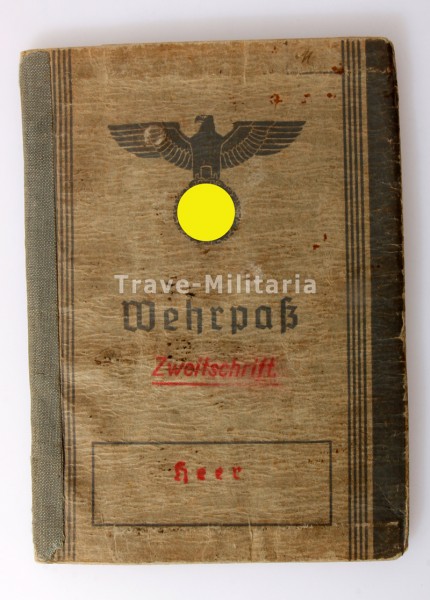 Trave-Militaria
Wehrpaß
Zweitschrift
Heer